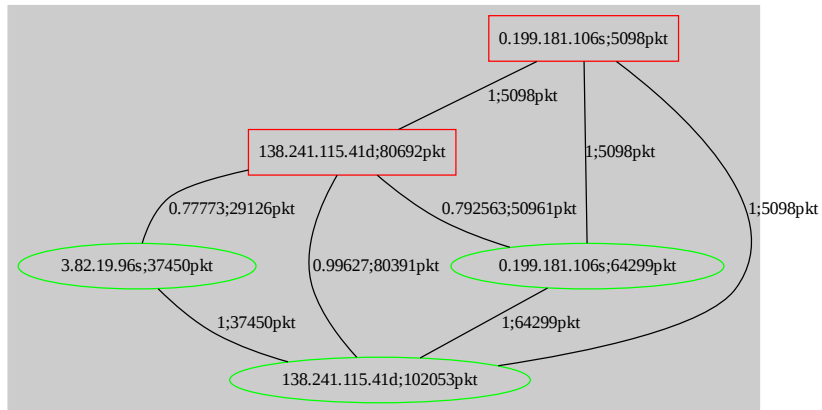 0.199.181.106s;5098pkt
1;5098pkt
138.241.115.41d;80692pkt
1;5098pkt
0.77773;29126pkt
0.792563;50961pkt
1;5098pkt
3.82.19.96s;37450pkt
0.99627;80391pkt
0.199.181.106s;64299pkt
1;37450pkt
1;64299pkt
138.241.115.41d;102053pkt